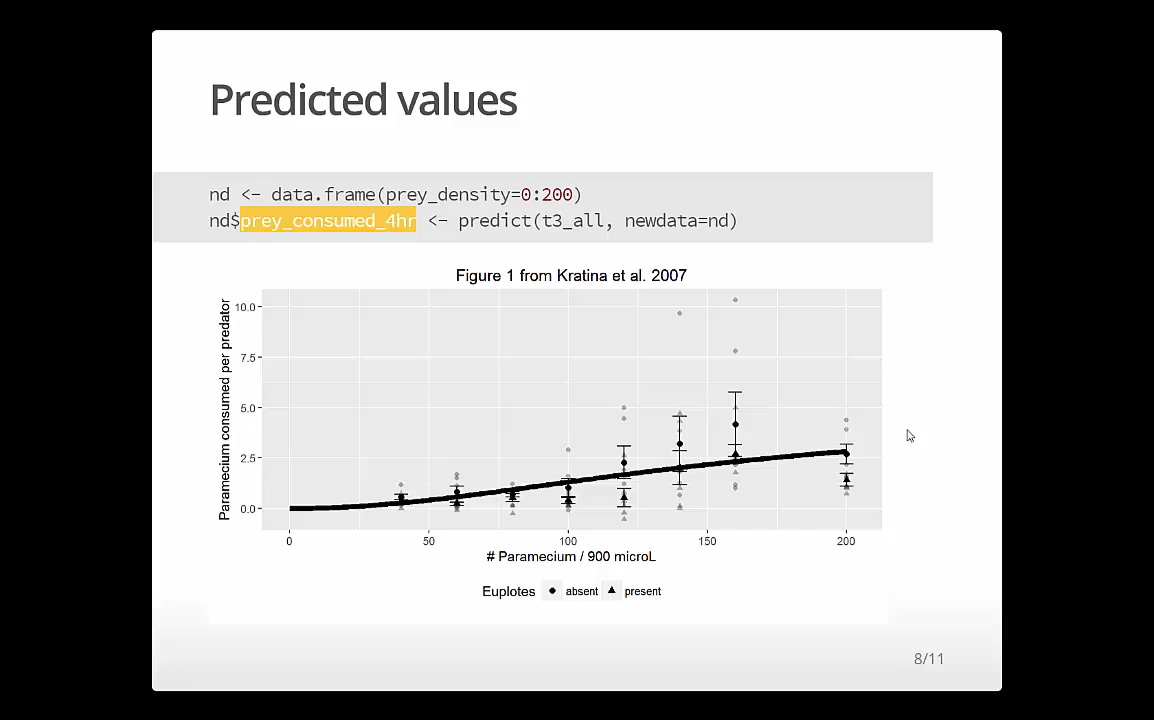 Predicted values
nd <- data.frame(prey_density=0:200)
nd$prey_consumed_4hr <- predict(t3_all, newdata=nd)
Figure 1 from Kratina et al. 2007
Paramecium consumed per predator
10.0
7.5
5.0
2.5
0.0
0 50 100 150 200
# Paramecium / 900 microL
Euplotes absent present
8/11